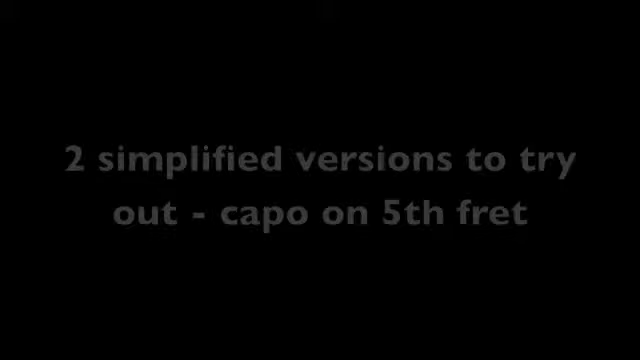 2 simplified versions to try
out - capo on 5th fret